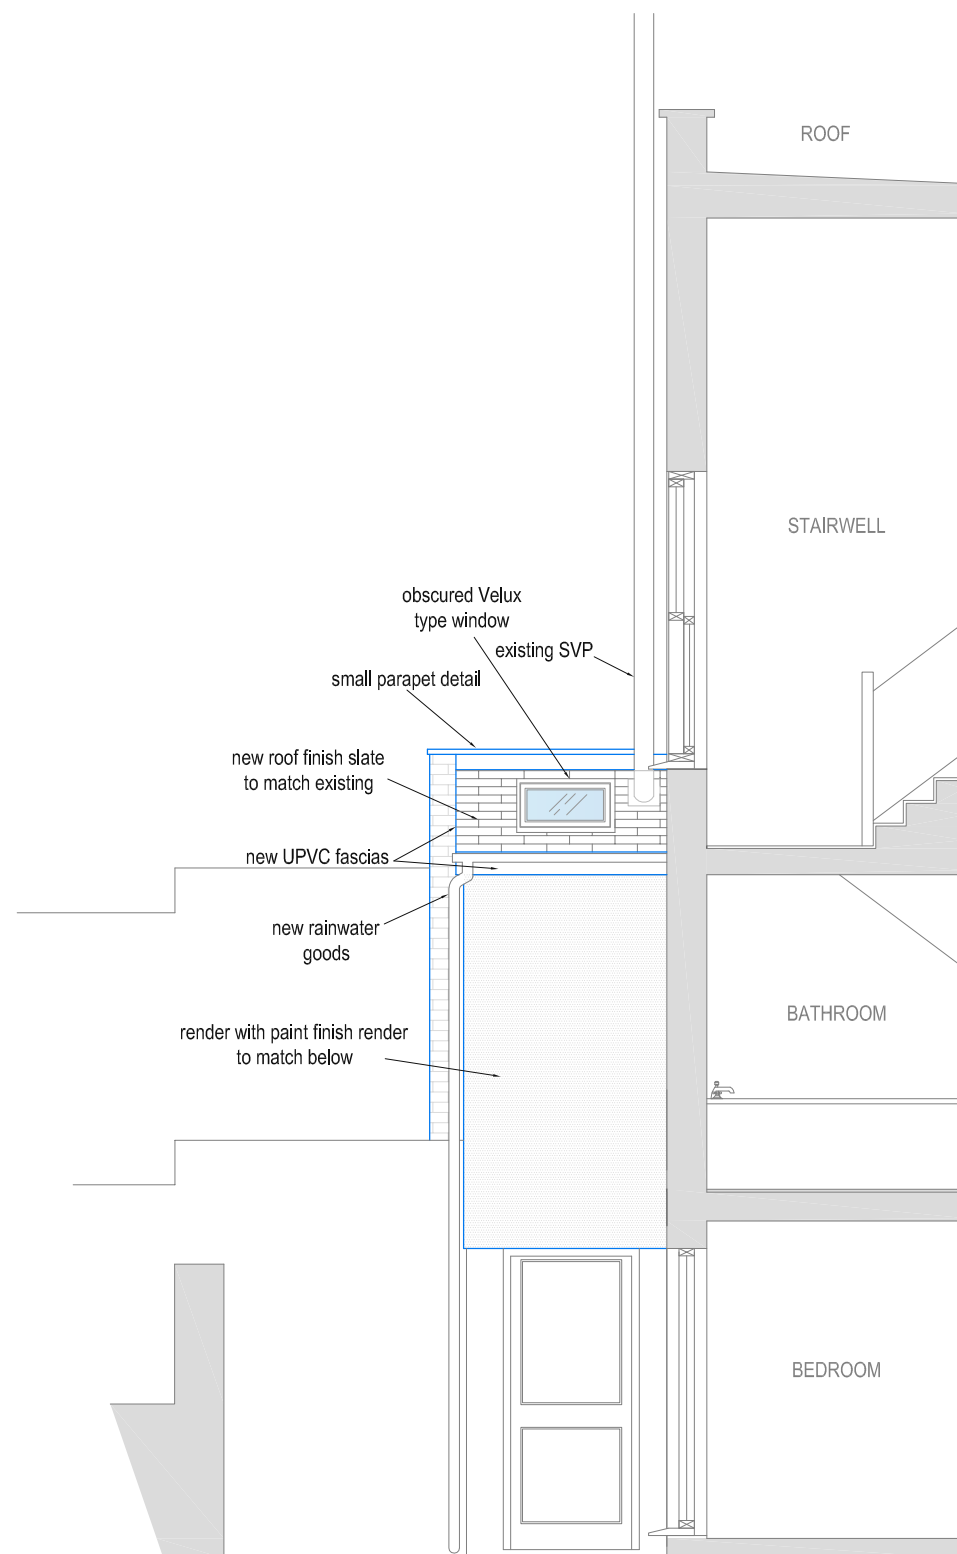 ROOF
STAIRWELL
obscured Velux
type window
existing SVP
small parapet detail
new roof finish slate
to match existing
new UPVC fascias
new rainwater
goods
BATHROOM
render with paint finish render
to match below
BEDROOM